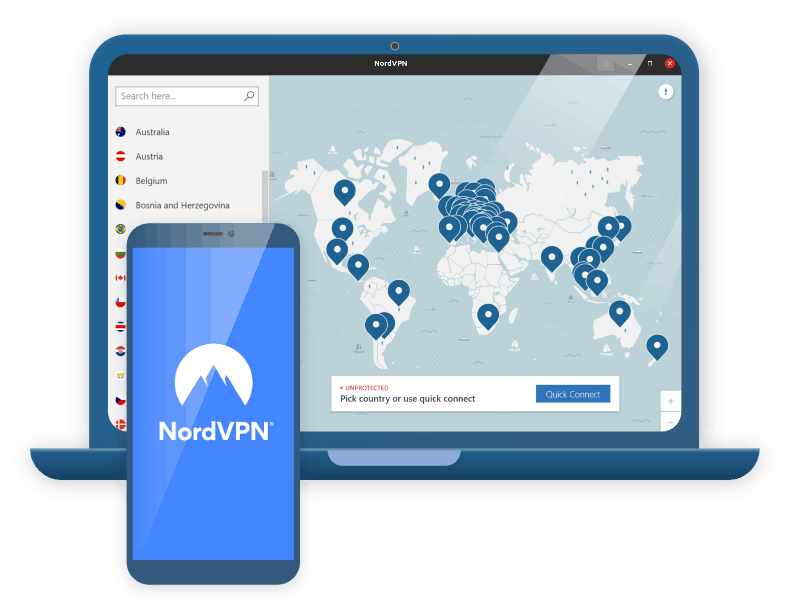 NordVPN
Search here...
Australia
Austria
Belgium
Bosnia and Herzegovina
UNPROTECTED
Pick country or use quick connect
Quick Connect
NordVPN®